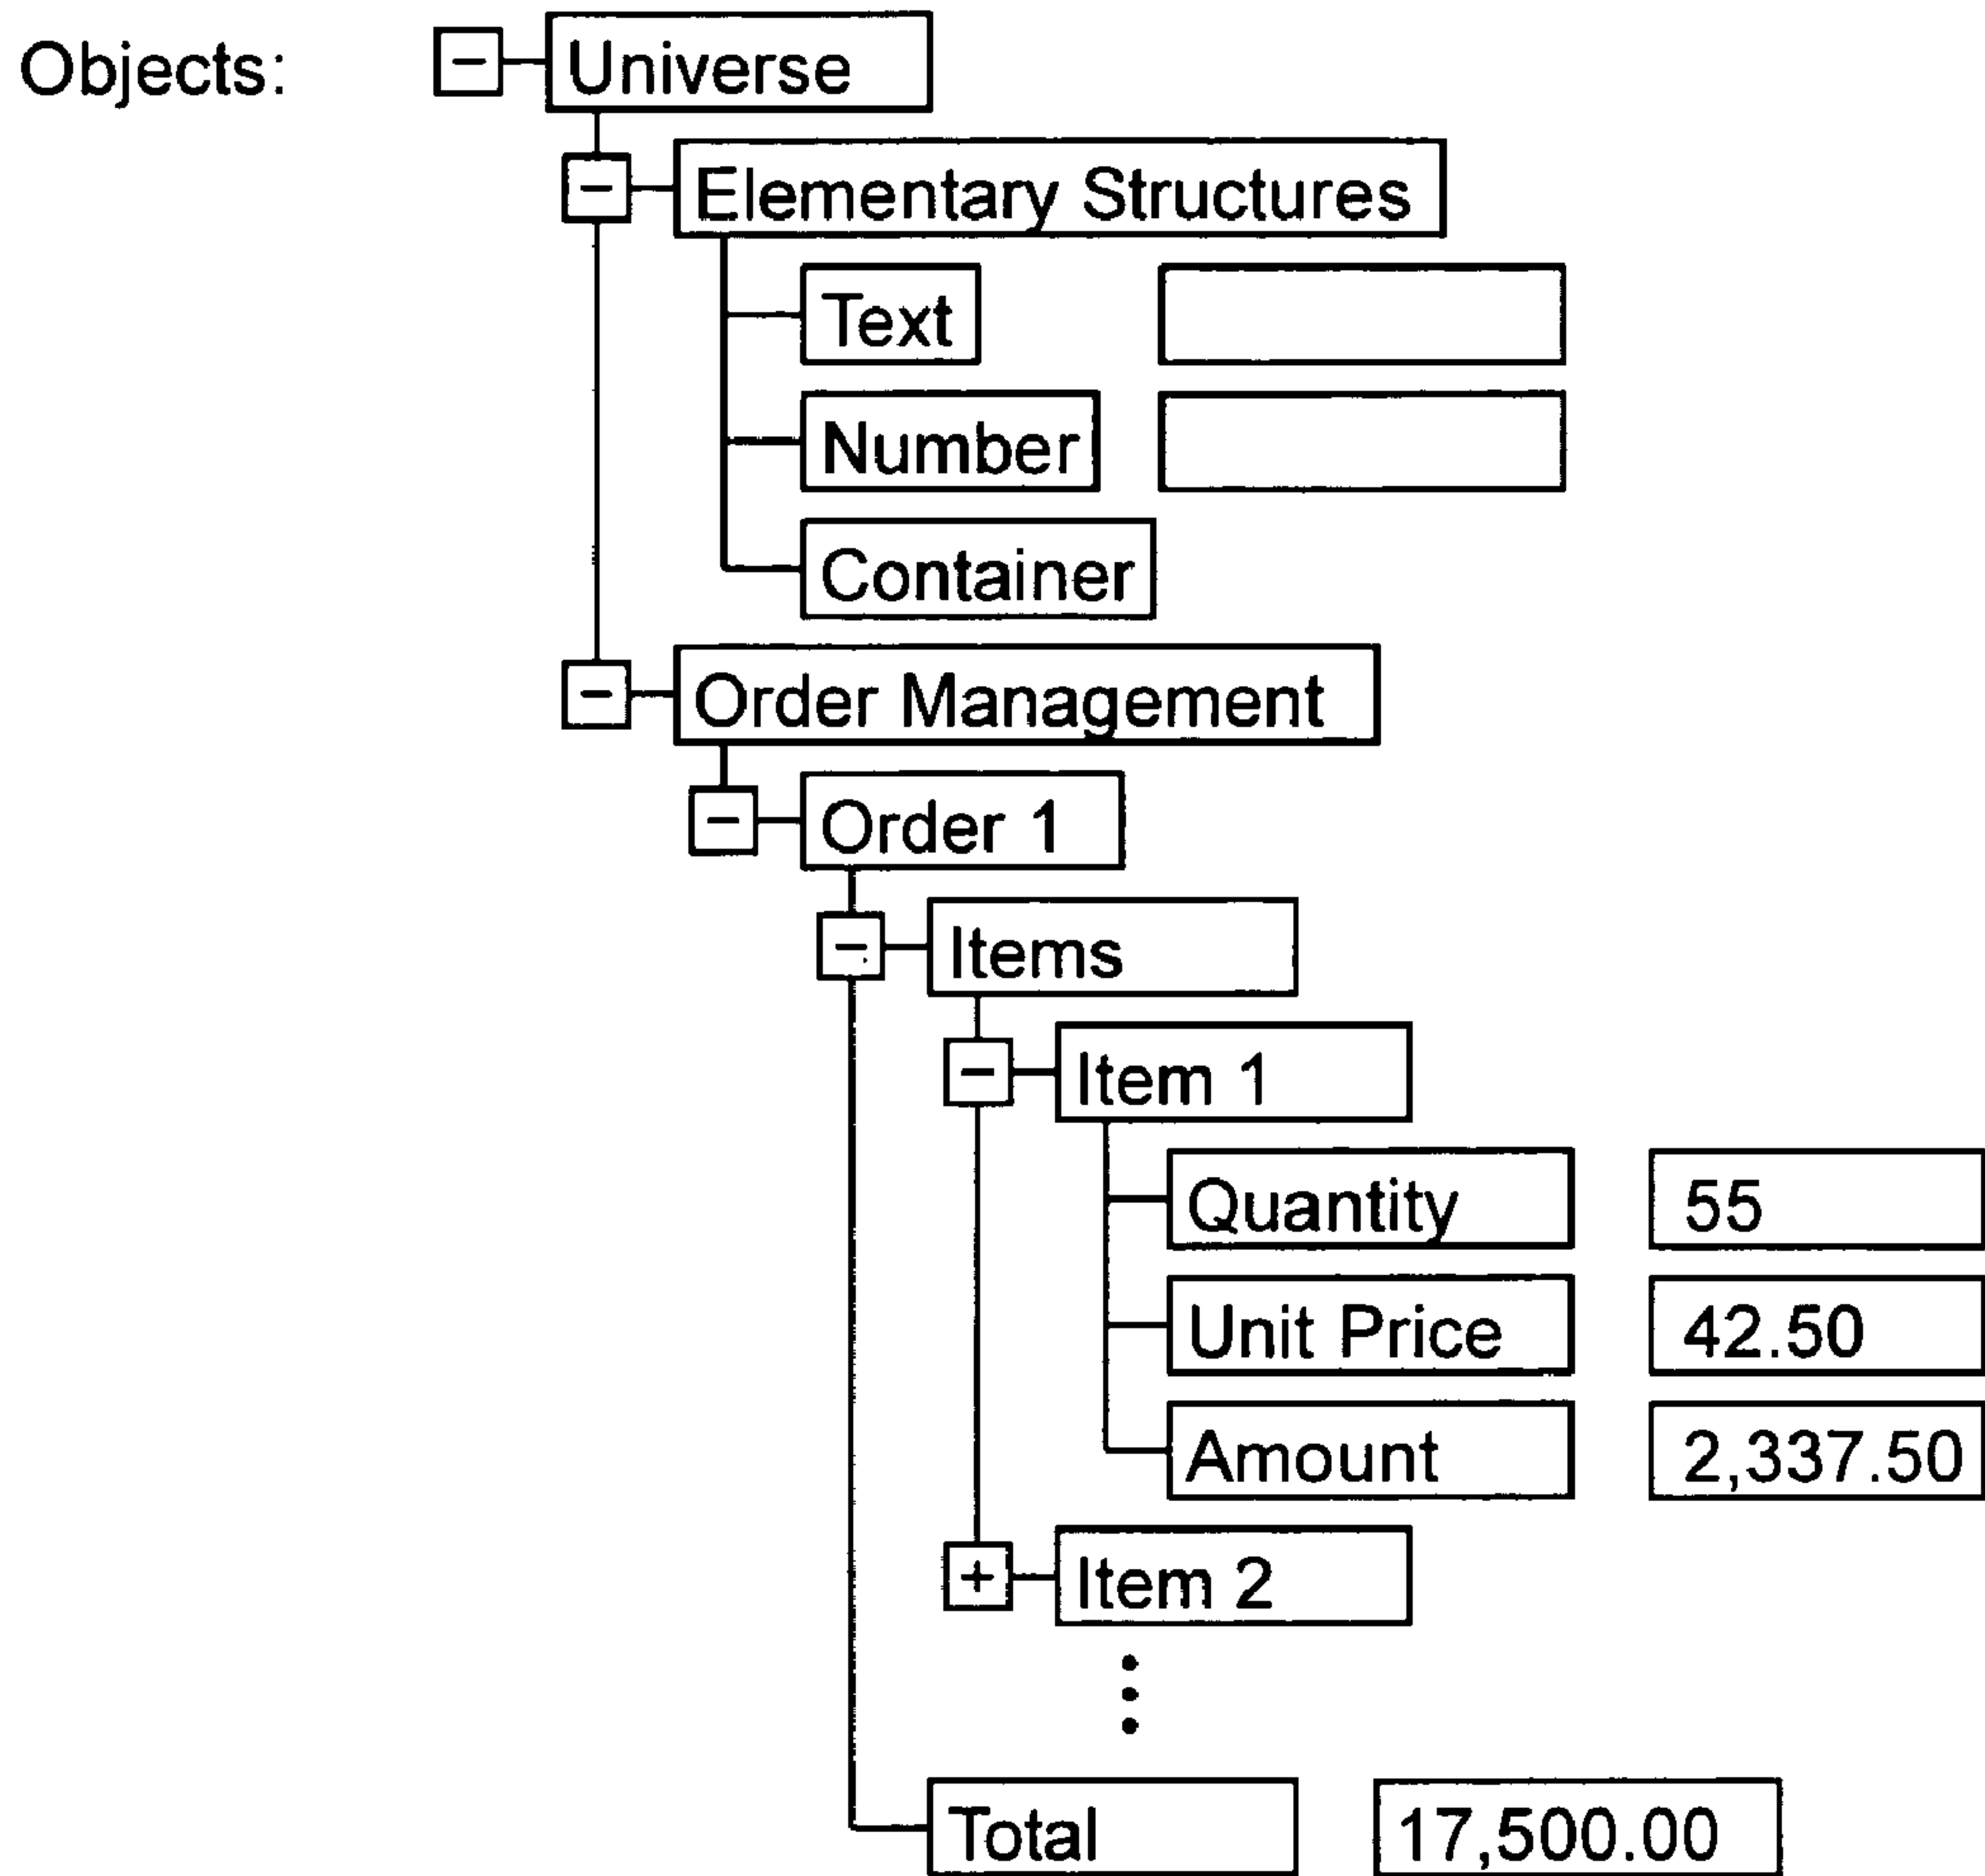 Objects: Universe
Elementary Structures
Text
Number
Container
Order Management
Order 1
Items
Item 1
Quantity 55
Unit Price 42.50
Amount 2,337.50
Item 2
Total 17,500.00